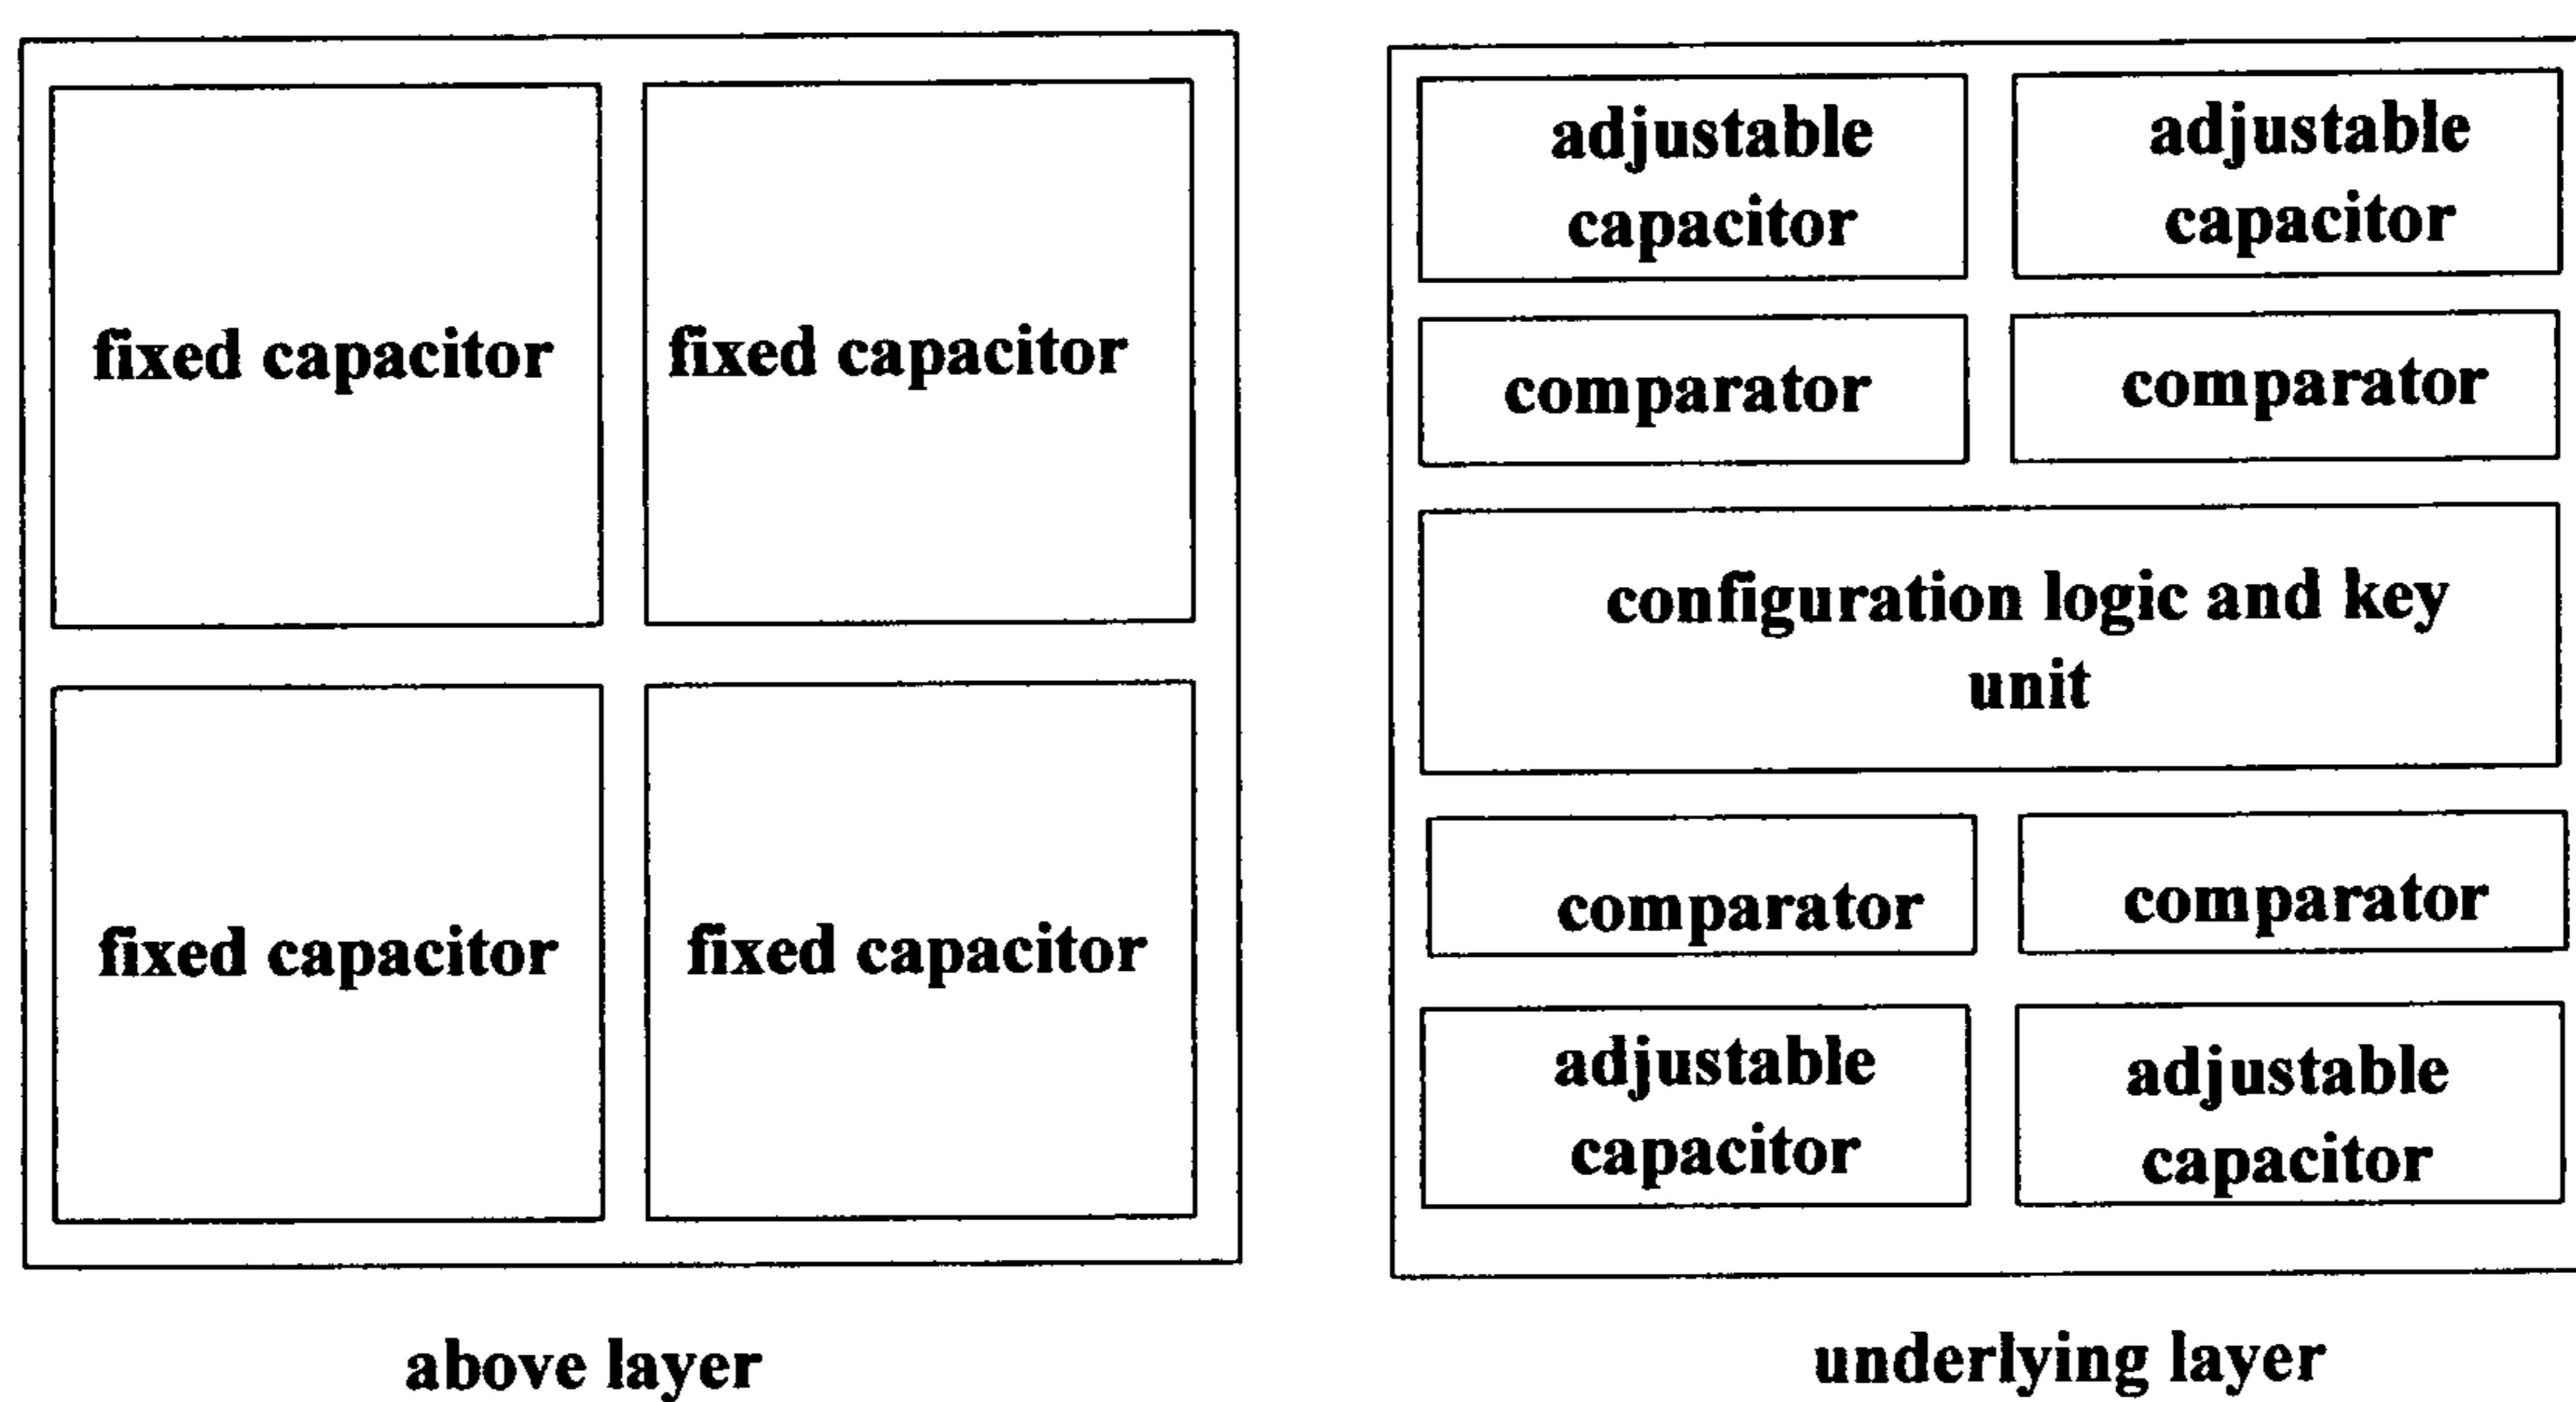 fixed capacitor
fixed capacitor
fixed capacitor
fixed capacitor
above layer
adjustable
capacitor
adjustable
capacitor
comparator
comparator
configuration logic and key
unit
comparator
comparator
adjustable
capacitor
adjustable
capacitor
underlying layer